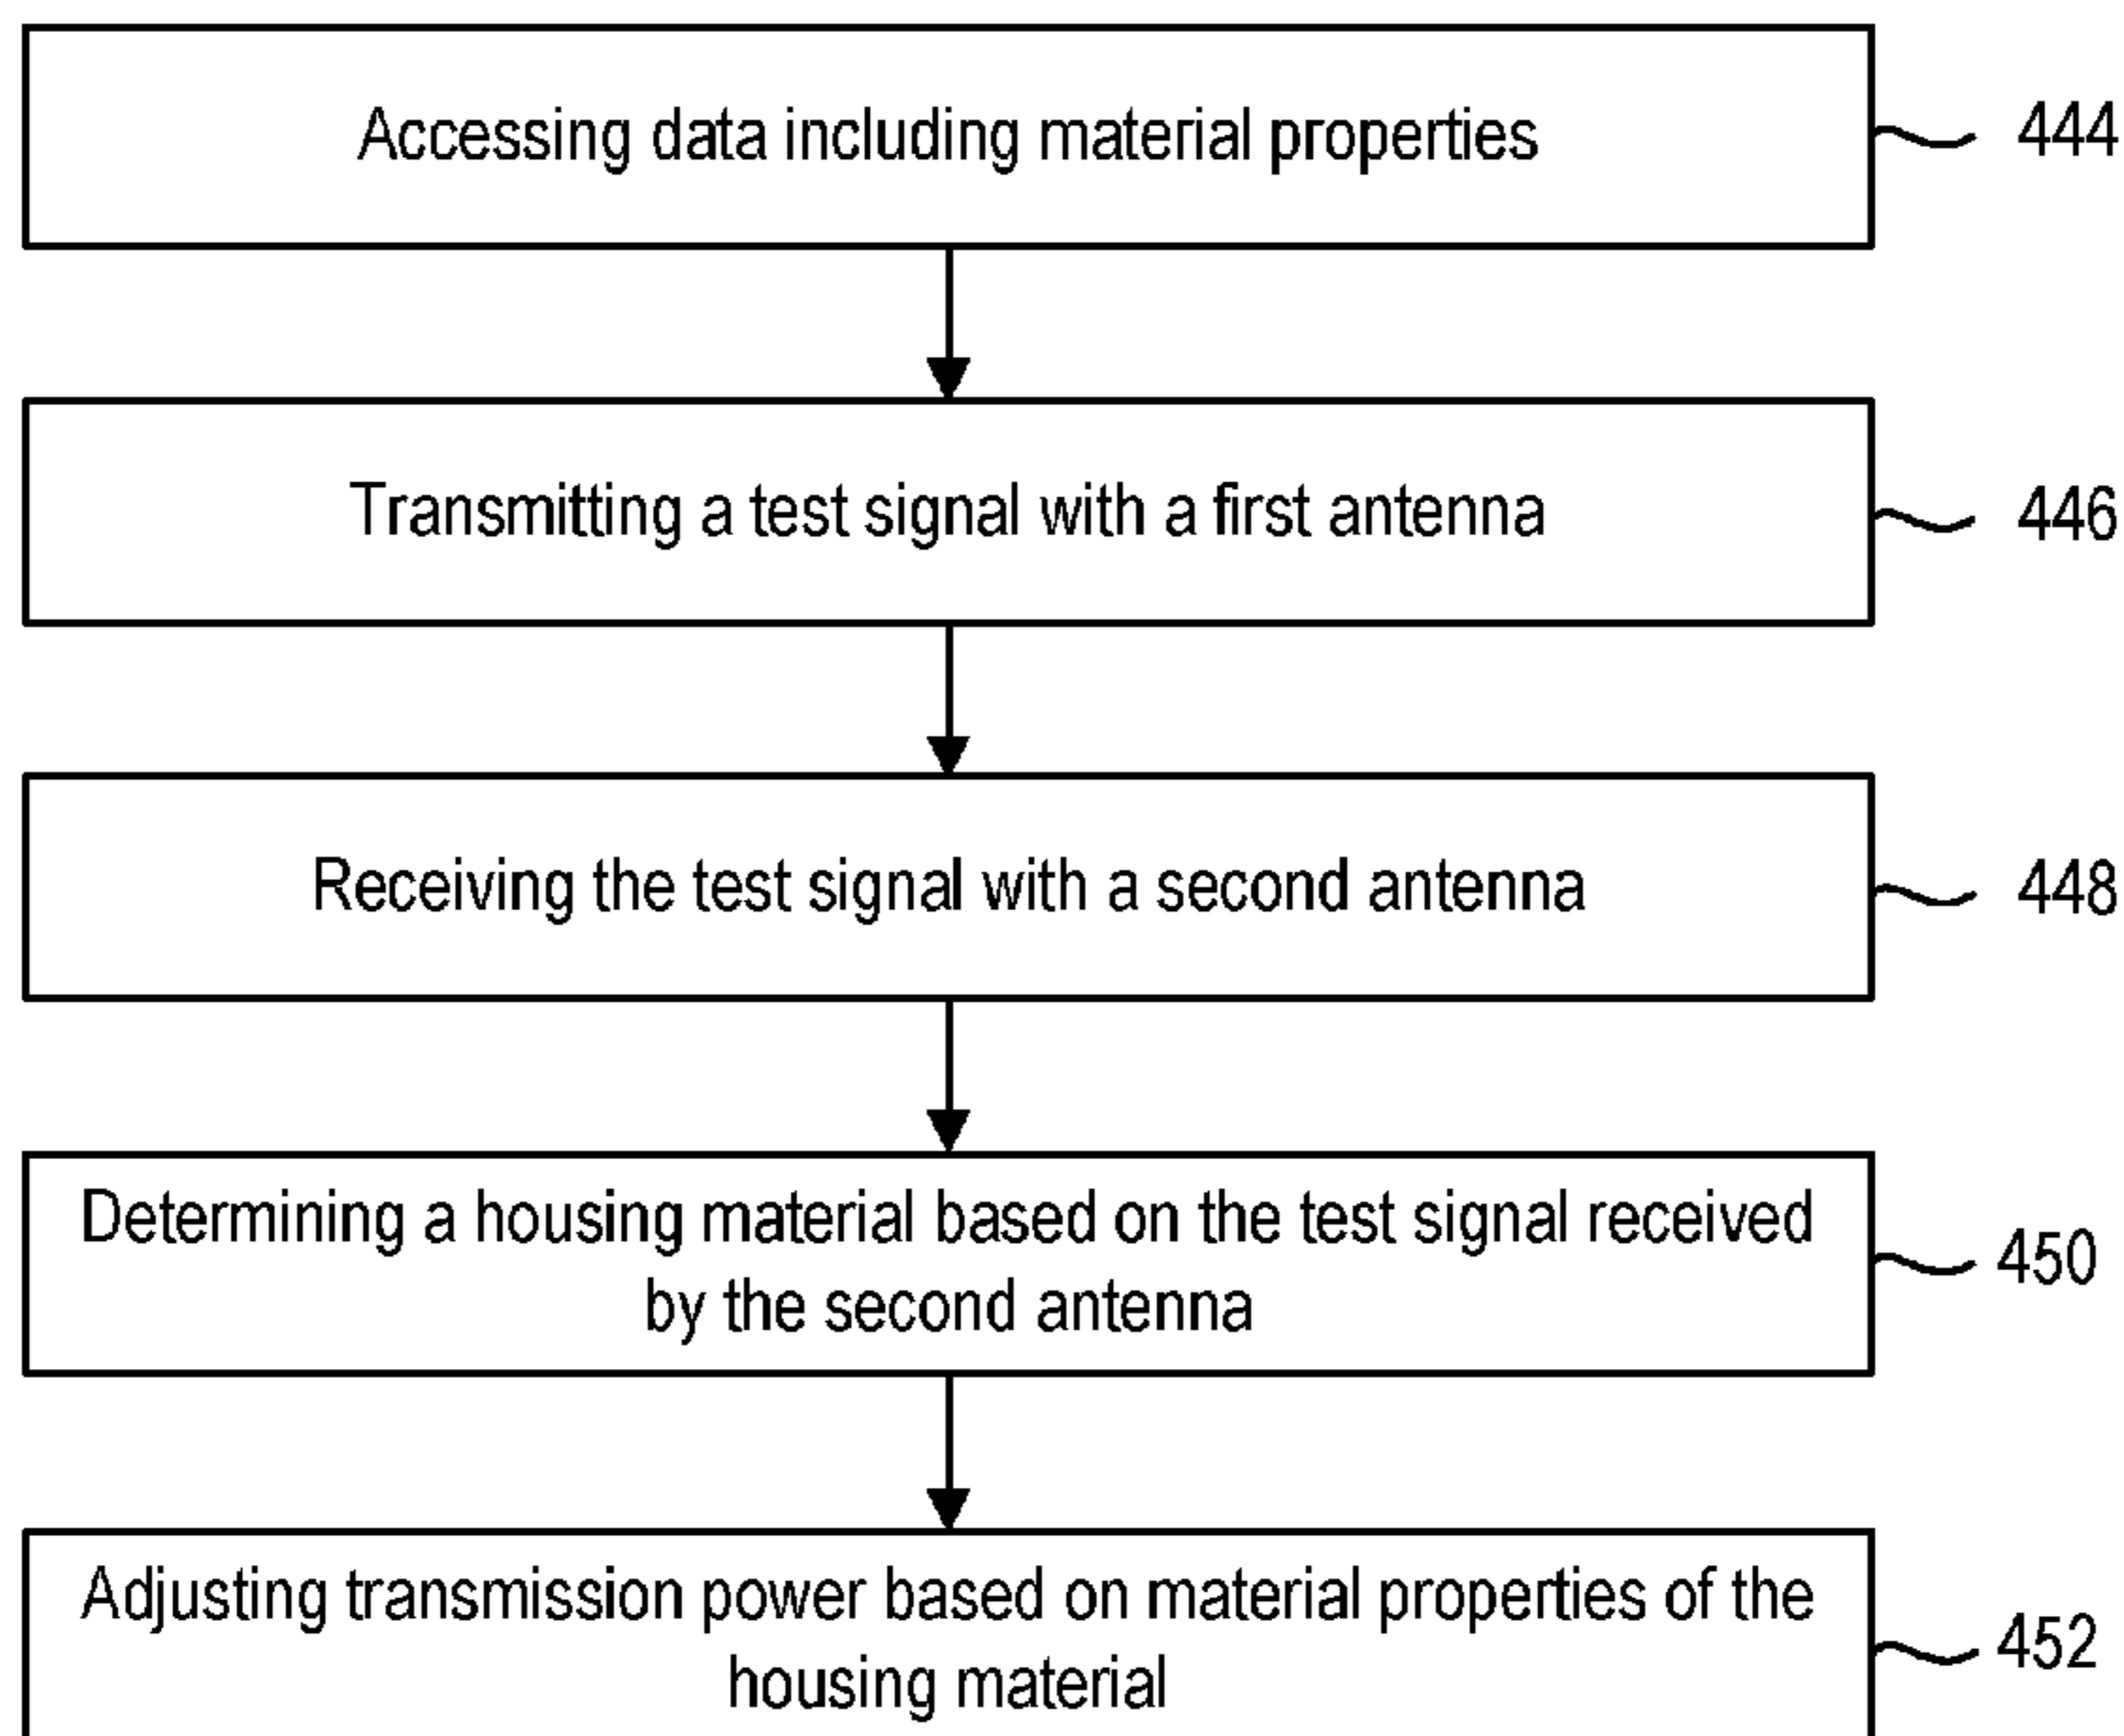 Accessing data including material properties
444
Transmitting a test signal with a first antenna
446
Receiving the test signal with a second antenna
448
Determining a housing material based on the test signal received
by the second antenna
450
Adjusting transmission power based on material properties of the
housing material
452